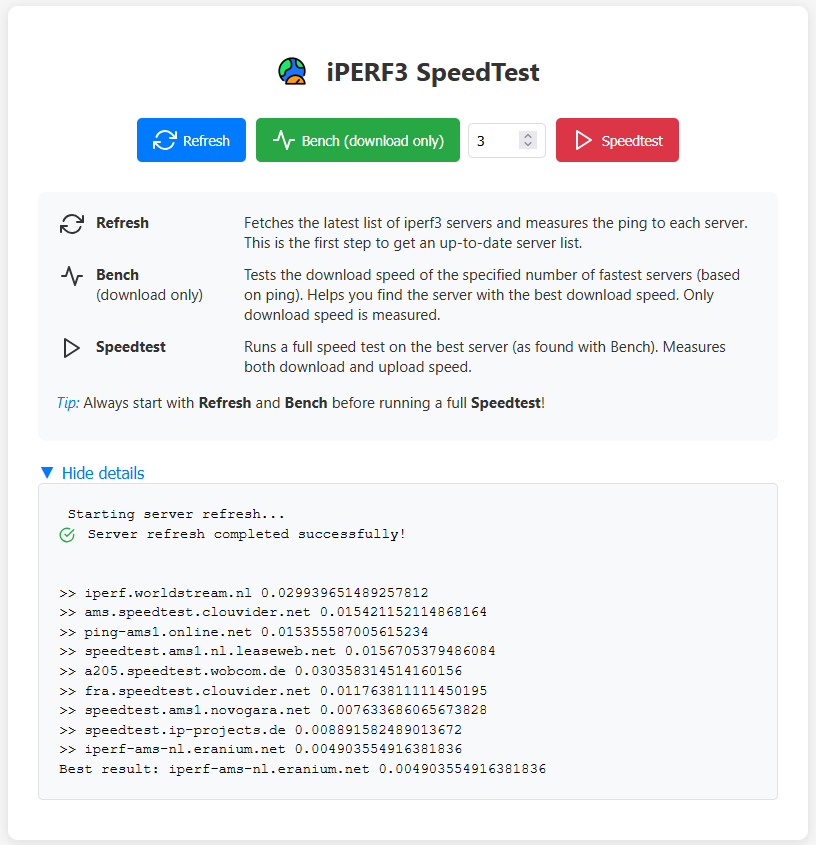 iPERF3 SpeedTest
Refresh
Bench (download only)
3
Speedtest
Refresh
Fetches the latest list of iperf3 servers and measures the ping to each server.
This is the first step to get an up-to-date server list.
Bench
(download only)
Tests the download speed of the specified number of fastest servers (based
on ping). Helps you find the server with the best download speed. Only
download speed is measured.
Speedtest
Runs a full speed test on the best server (as found with Bench). Measures
both download and upload speed.
Tip: Always start with Refresh and Bench before running a full Speedtest!
▼ Hide details
Starting server refresh...
Server refresh completed successfully!
>> iperf.worldstream.nl 0.029939651489257812
>> ams.speedtest.clouvider.net 0.015421152114868164
>> ping-ams1.online.net 0.015355587005615234
>> speedtest.ams1.nl.leaseweb.net 0.0156705379486084
>> a205.speedtest.wobcom.de 0.030358314514160156
>> fra.speedtest.clouvider.net 0.011763811111450195
>> speedtest.ams1.novogara.net 0.007633686065673828
>> speedtest.ip-projects.de 0.008891582489013672
>> iperf-ams-nl.eranium.net 0.004903554916381836
Best result: iperf-ams-nl.eranium.net 0.004903554916381836